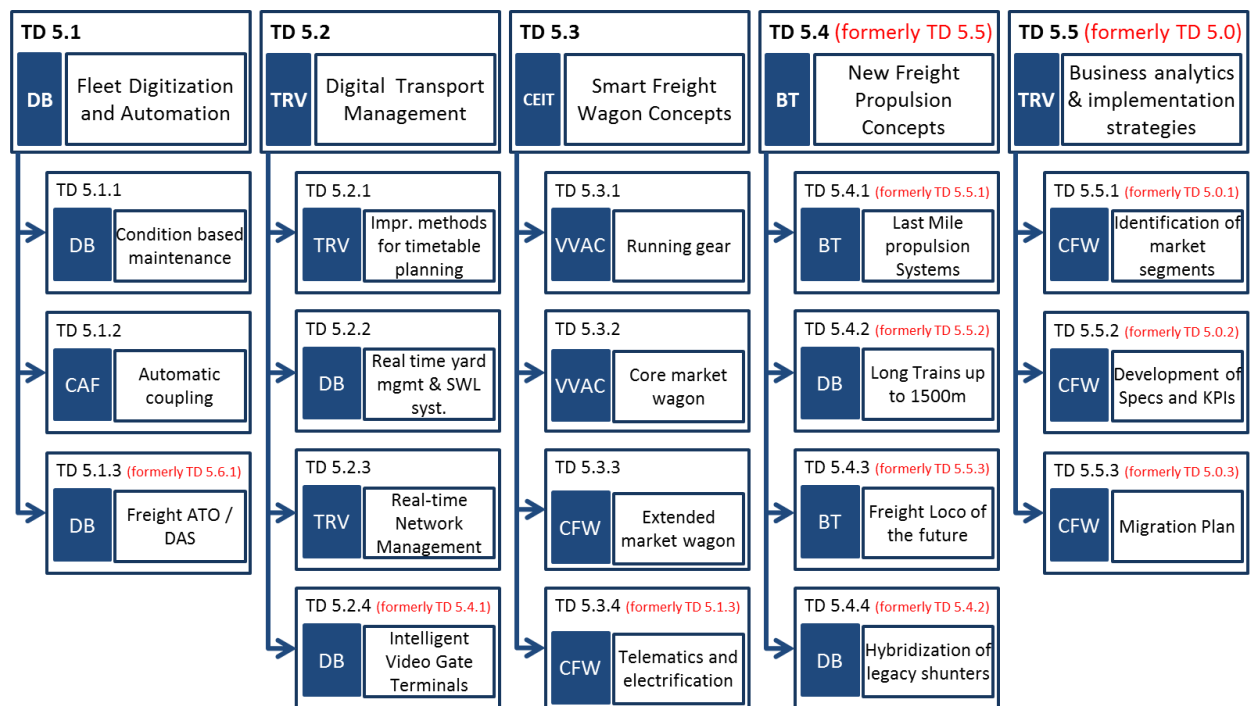 TD 5.1
DB
Fleet Digitization
and Automation
TD 5.1.1
DB
Condition based
maintenance
TD 5.1.2
CAF
Automatic
coupling
TD 5.1.3 (formerly TD 5.6.1)
DB
Freight ATO /
DAS
TD 5.2
TRV
Digital Transport
Management
TD 5.2.1
TRV
Impr. methods
for timetable
planning
TD 5.2.2
DB
Real time yard
mgmt & SWL
syst.
TD 5.2.3
TRV
Real-time
Network
Management
TD 5.2.4 (formerly TD 5.4.1)
DB
Intelligent
Video Gate
Terminals
TD 5.3
CEIT
Smart Freight
Wagon Concepts
TD 5.3.1
VVAC
Running gear
TD 5.3.2
VVAC
Core market
wagon
TD 5.3.3
CFW
Extended
market wagon
TD 5.3.4 (formerly TD 5.1.3)
CFW
Telematics and
electrification
TD 5.4 (formerly TD 5.5)
BT
New Freight
Propulsion
Concepts
TD 5.4.1 (formerly TD 5.5.1)
BT
Last Mile
propulsion
Systems
TD 5.4.2 (formerly TD 5.5.2)
DB
Long Trains up
to 1500m
TD 5.4.3 (formerly TD 5.5.3)
BT
Freight Loco of
the future
TD 5.4.4 (formerly TD 5.4.2)
DB
Hybridization of
legacy shunters
TD 5.5 (formerly TD 5.0)
TRV
Business analytics
& implementation
strategies
TD 5.5.1 (formerly TD 5.0.1)
CFW
Identification of
market
segments
TD 5.5.2 (formerly TD 5.0.2)
CFW
Development of
Specs and KPIs
TD 5.5.3 (formerly TD 5.0.3)
CFW
Migration Plan